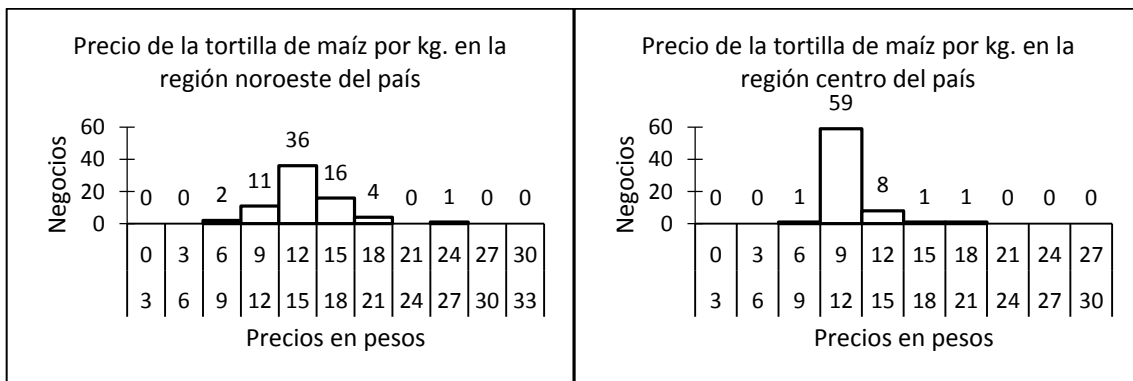 Precio de la tortilla de maíz por kg. en la
región noroeste del país
Negocios
60
40
20
0
0 0 2 11 36 16 4 0 1 0 0
0 3 6 9 12 15 18 21 24 27 30
3 6 9 12 15 18 21 24 27 30 33
Precios en pesos
Precio de la tortilla de maíz por kg. en la
región centro del país
Negocios
60
40
20
0
0 0 1 59 8 1 1 0 0 0
0 3 6 9 12 15 18 21 24 27
3 6 9 12 15 18 21 24 27 30
Precios en pesos